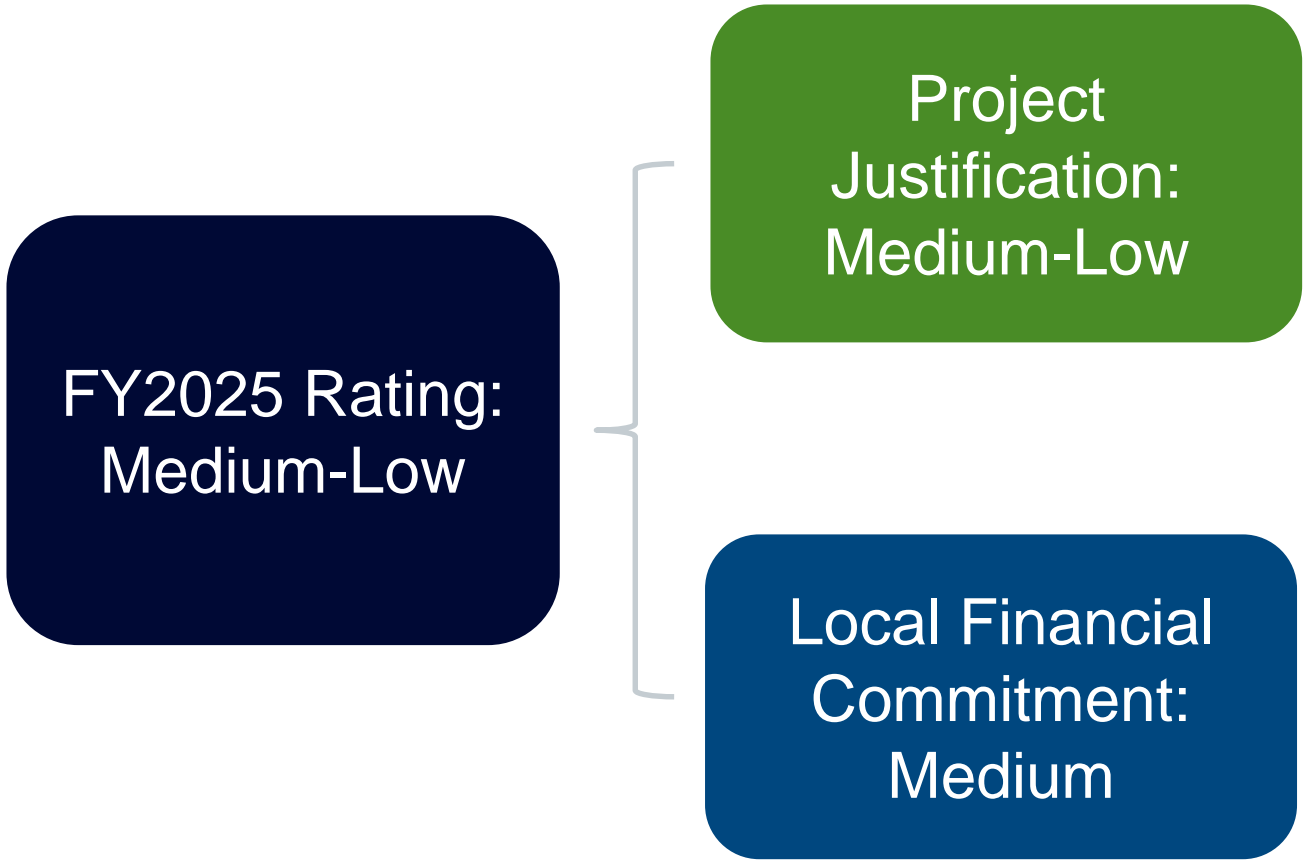 FY2025 Rating:
Medium-Low
Project
Justification:
Medium-Low
Local Financial
Commitment:
Medium